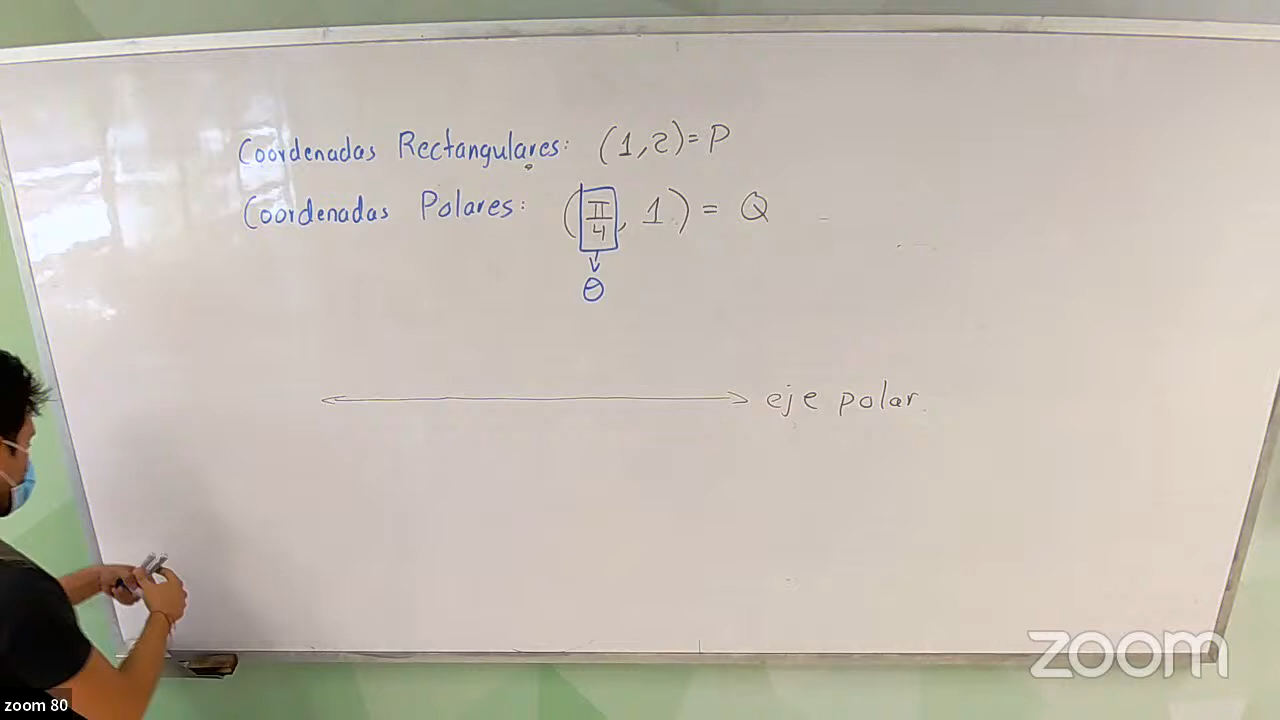 Coordenadas Rectangulares: (1,2)=P
Coordenadas Polares: (π/4, 1) = Q
θ
eje polar
zoom
zoom 80